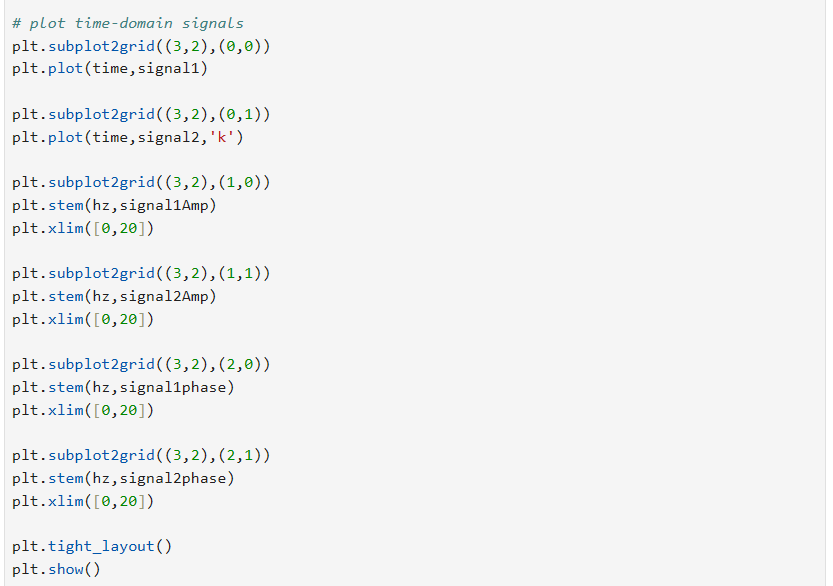 # plot time-domain signals
plt.subplot2grid((3,2),(0,0))
plt.plot(time,signal1)
plt.subplot2grid((3,2),(0,1))
plt.plot(time,signal2,'k')
plt.subplot2grid((3,2),(1,0))
plt.stem(hz,signal1Amp)
plt.xlim([0,20])
plt.subplot2grid((3,2),(1,1))
plt.stem(hz,signal2Amp)
plt.xlim([0,20])
plt.subplot2grid((3,2),(2,0))
plt.stem(hz,signal1phase)
plt.xlim([0,20])
plt.subplot2grid((3,2),(2,1))
plt.stem(hz,signal2phase)
plt.xlim([0,20])
plt.tight_layout()
plt.show()